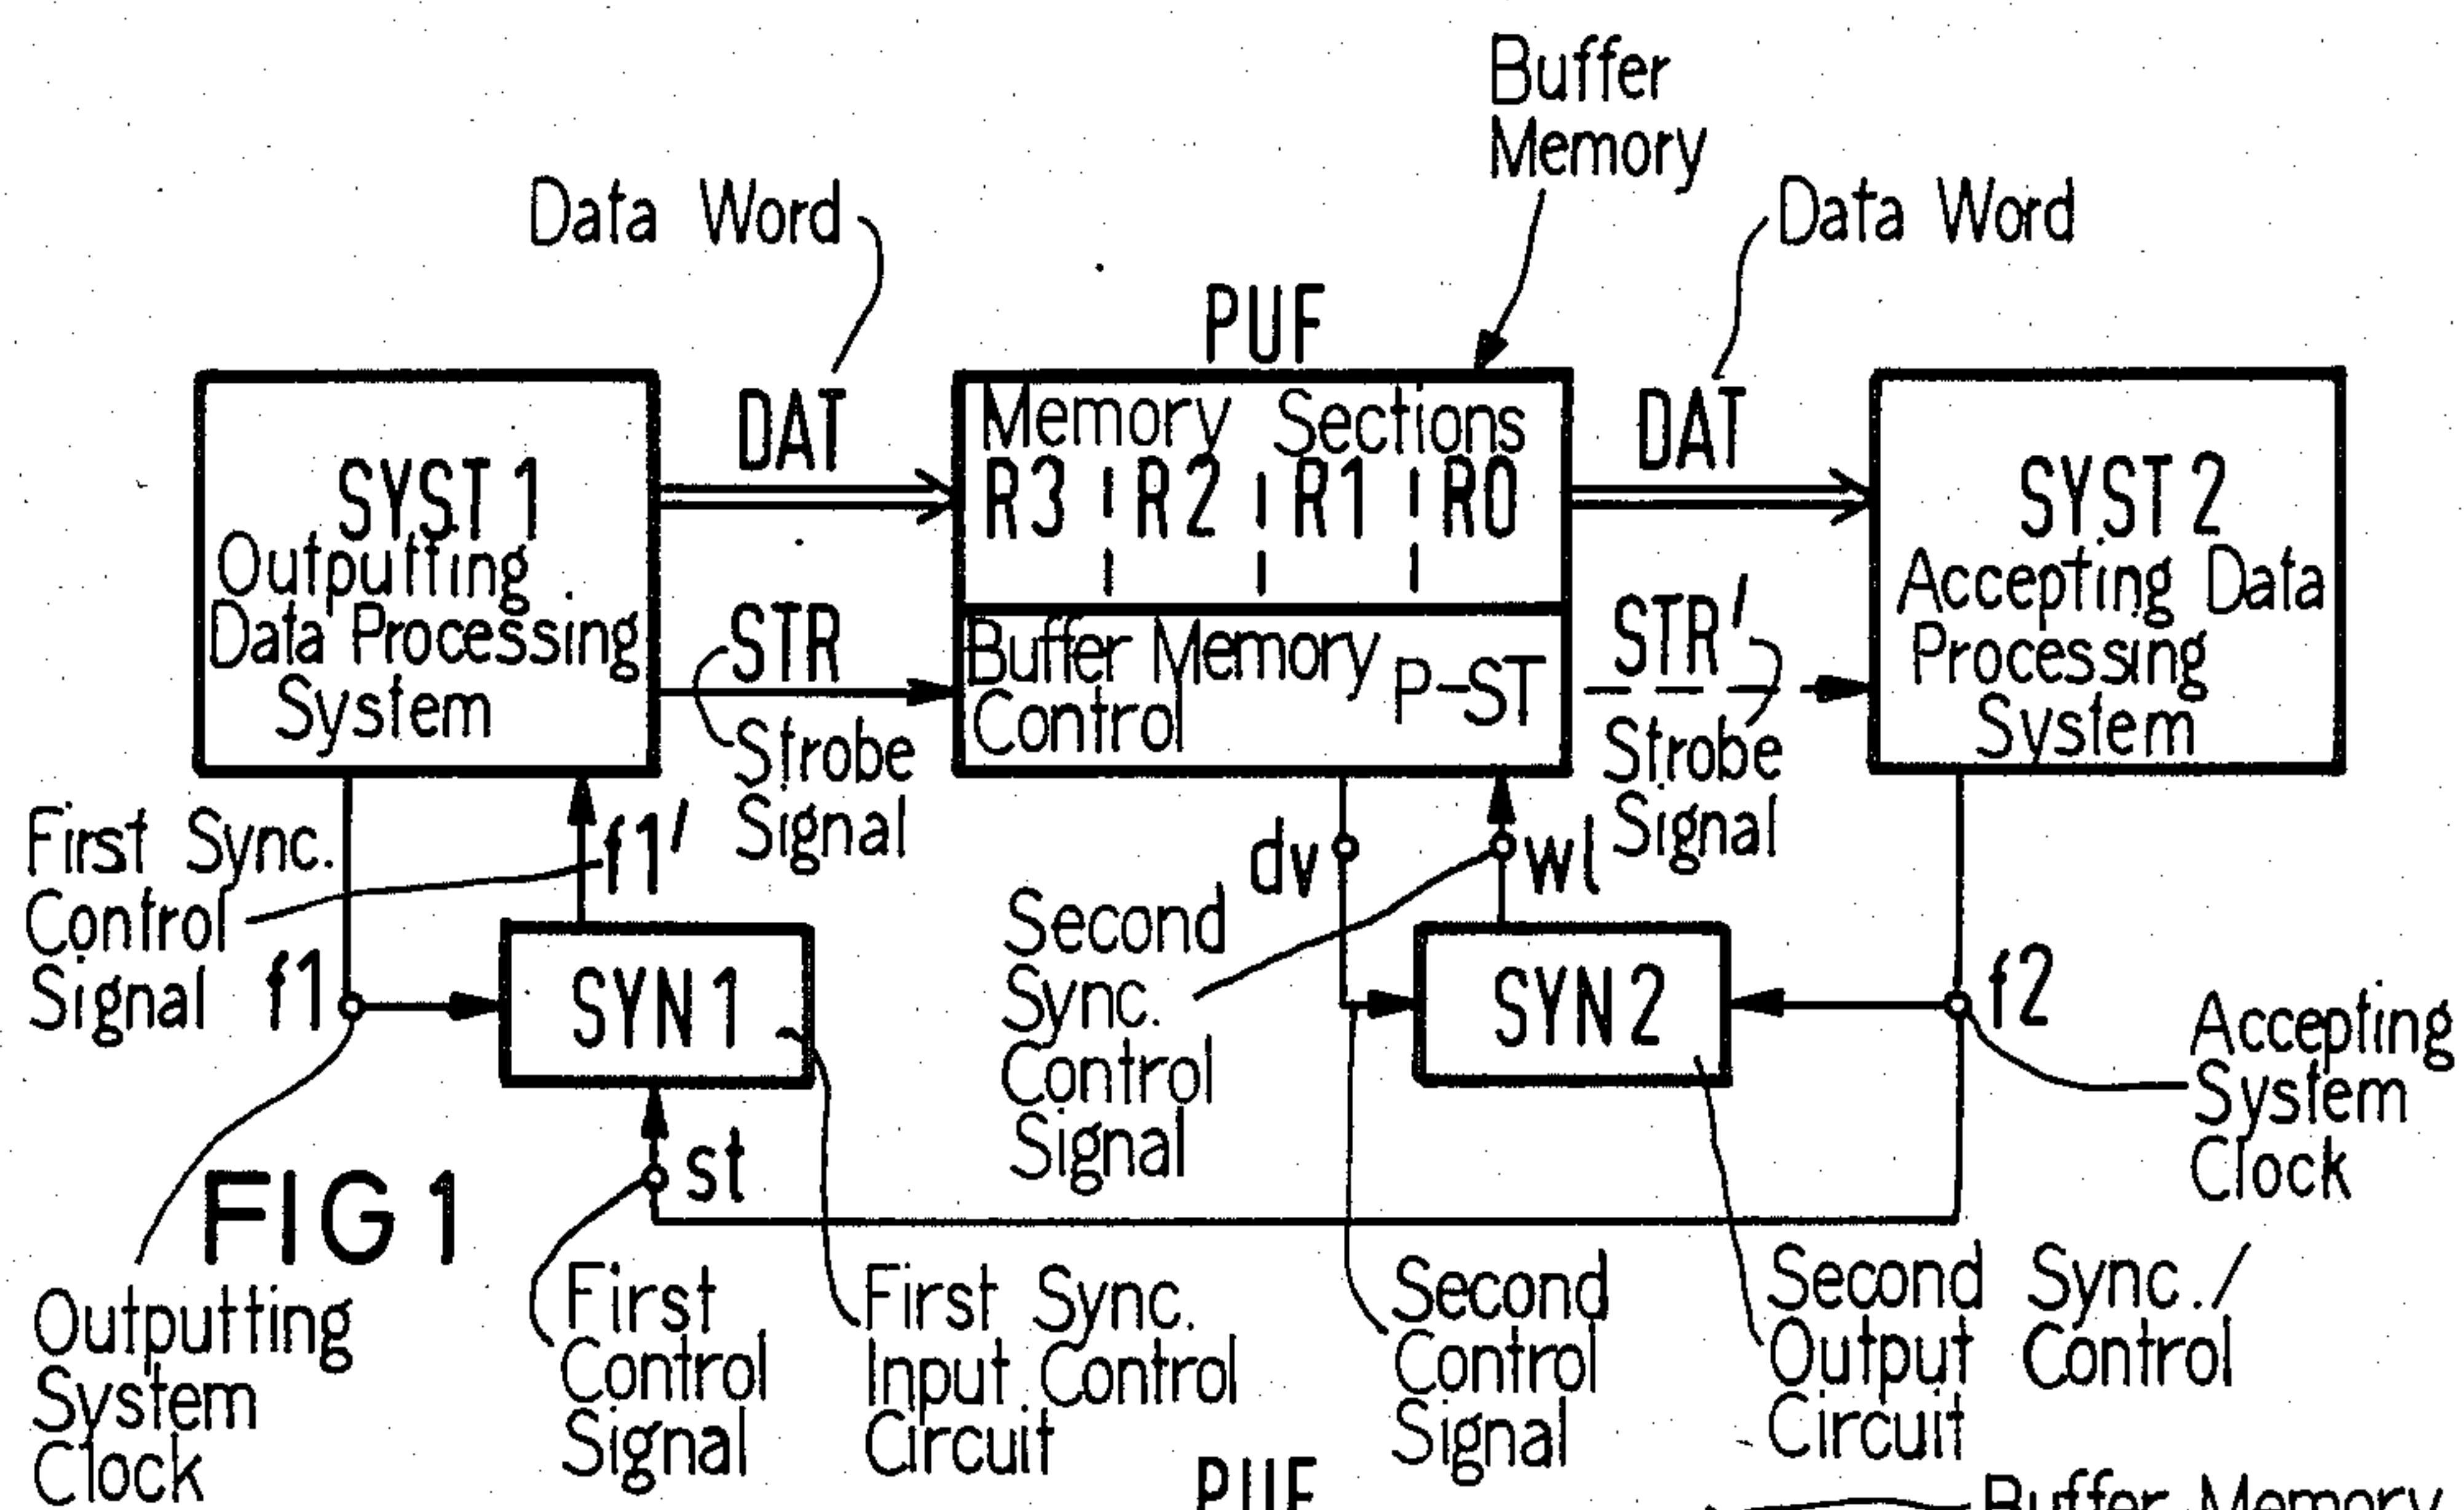 Buffer
Memory
Data Word
Data Word
PUF
DAT
DAT
Memory Sections
R3 R2 R1 R0
SYST 1
Outputting
Data Processing
System
SYST 2
Accepting Data
Processing
System
STR
Strobe
Signal
Buffer Memory
Control
P-ST
STR'
Strobe
Signal
First Sync.
Control
Signal
f1'
f1
dv
wl
Second
Sync.
Control
Signal
SYN 1
SYN 2
f2
Accepting
System
Clock
st
FIG 1
Outputting
System
Clock
First
Control
Signal
First Sync.
Input Control
Circuit
Second
Control
Signal
Second Sync./
Output Control
Circuit
PUF
Buffer Memory